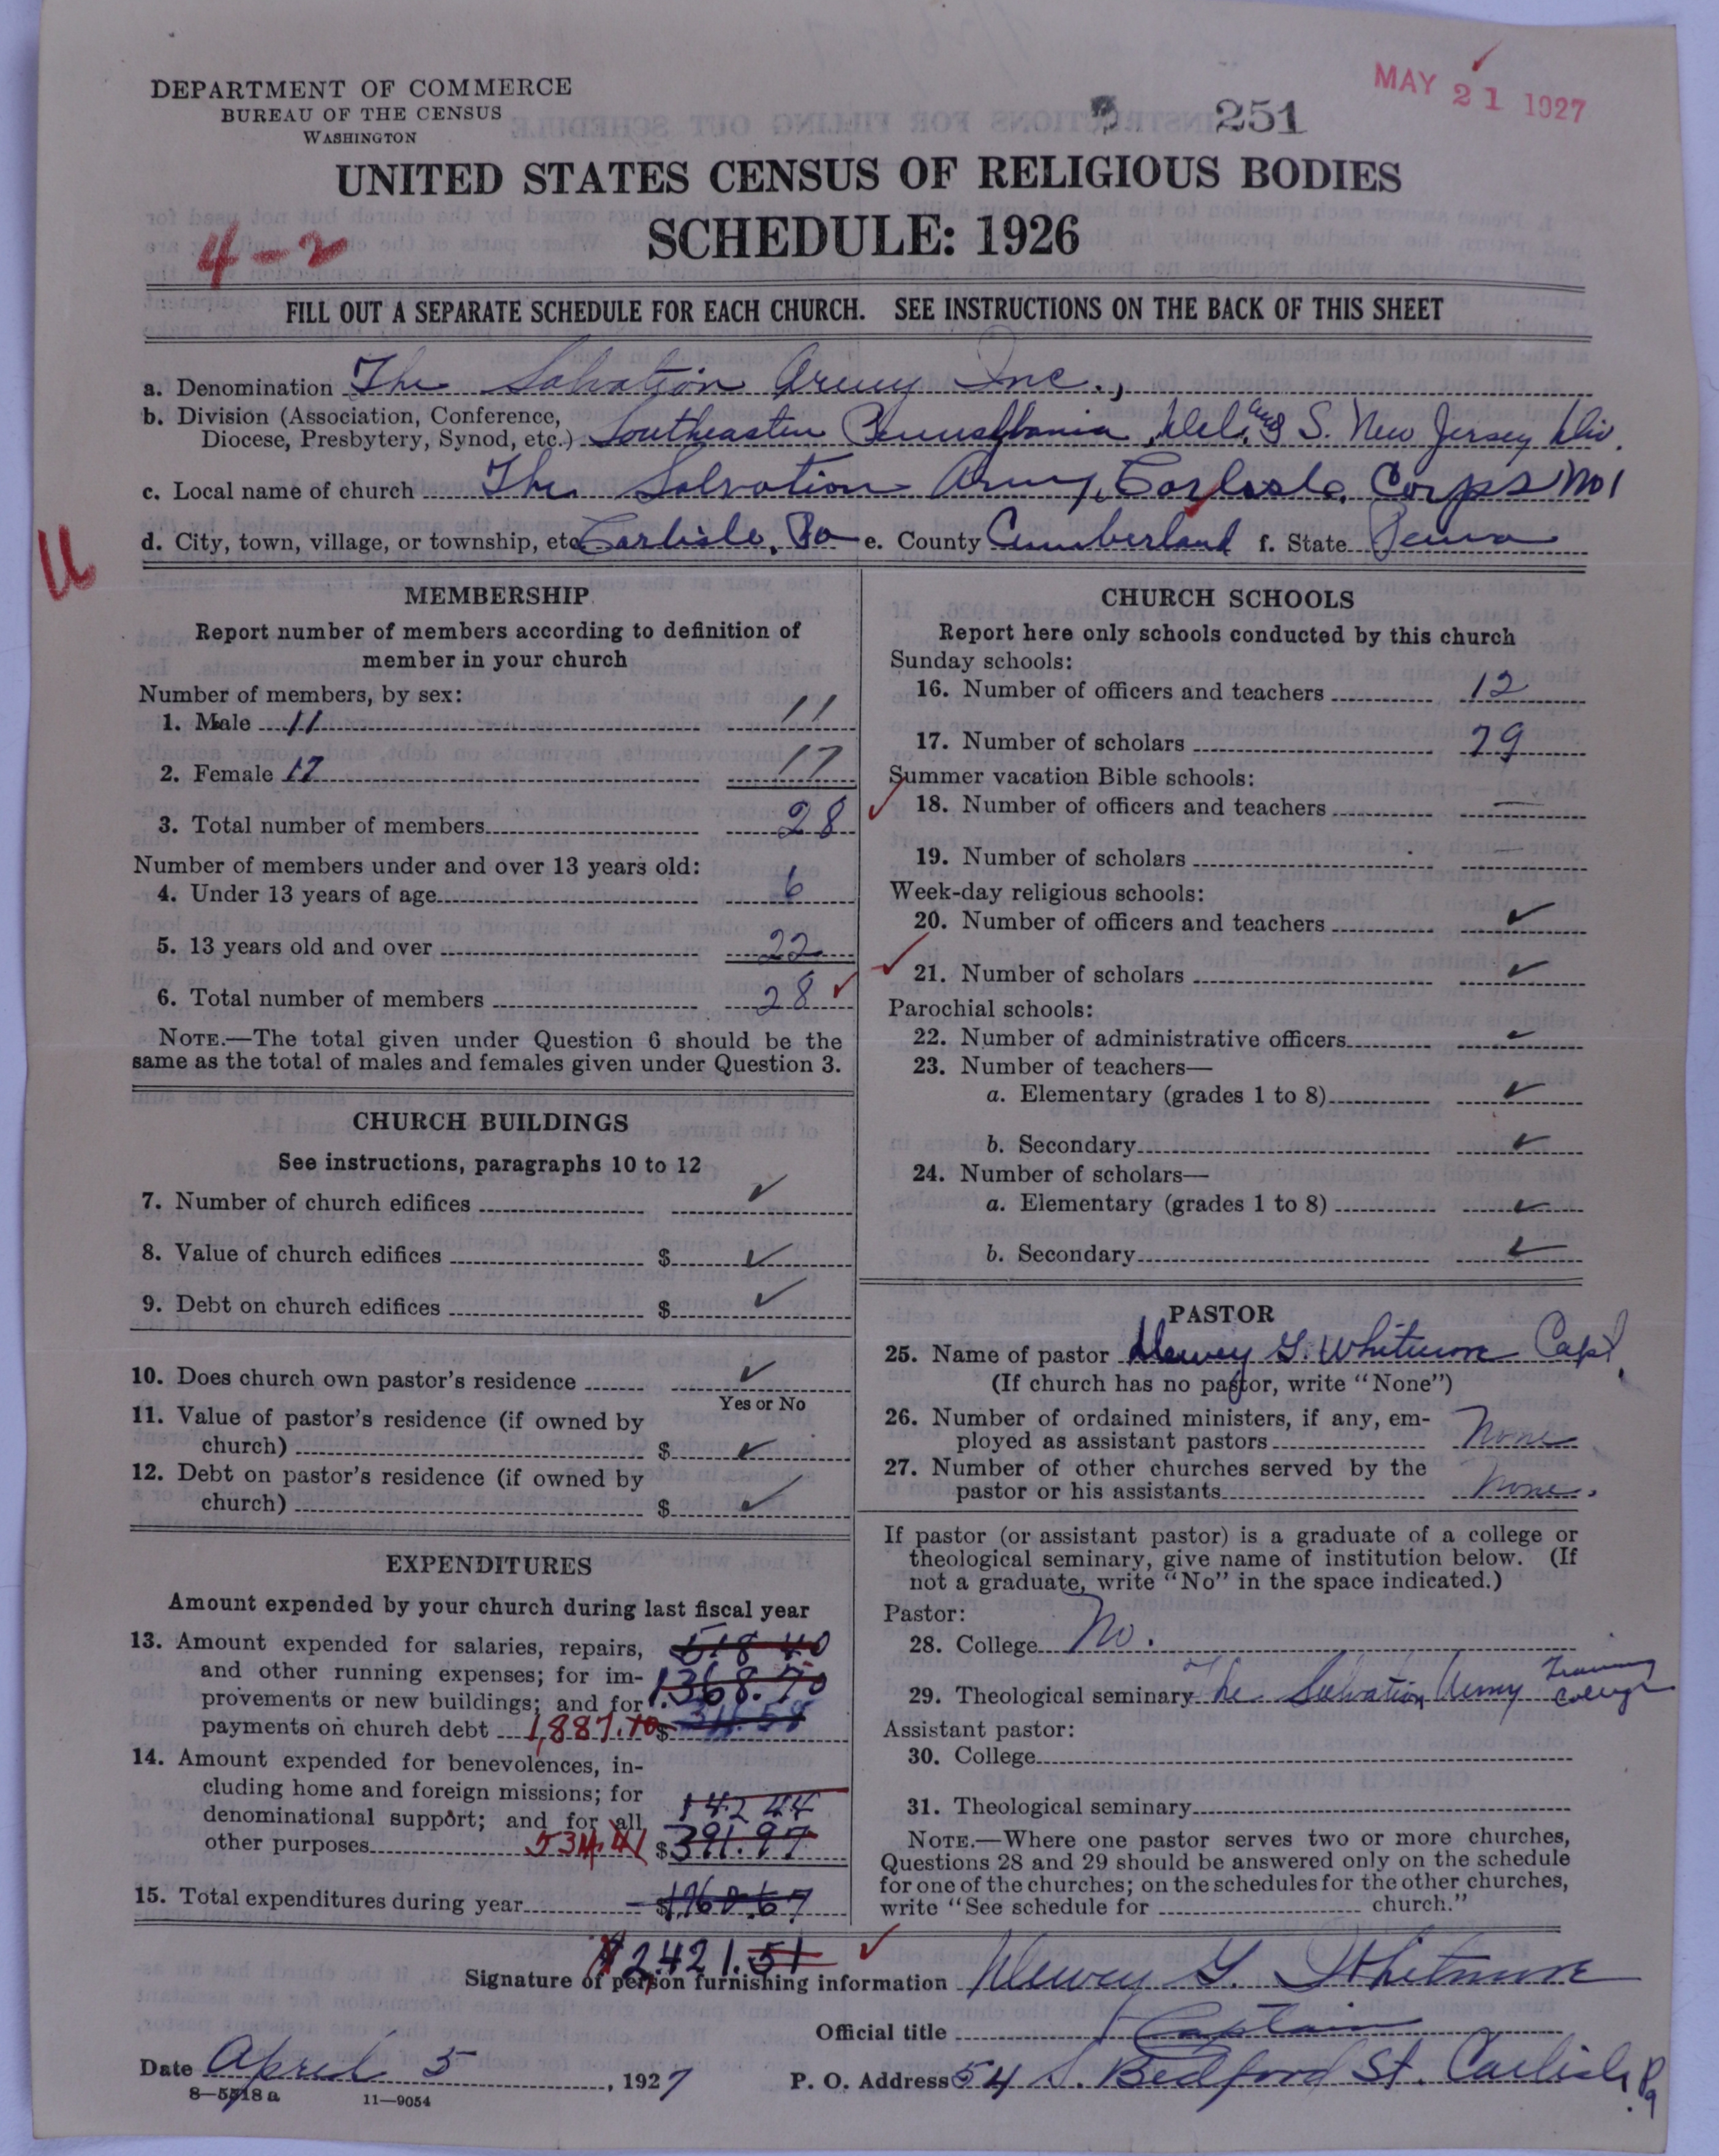 DEPARTMENT OF COMMERCE
BUREAU OF THE CENSUS
WASHINGTON
251
MAY 21 1927
UNITED STATES CENSUS OF RELIGIOUS BODIES
SCHEDULE: 1926
4-2
FILL OUT A SEPARATE SCHEDULE FOR EACH CHURCH. SEE INSTRUCTIONS ON THE BACK OF THIS SHEET
a. Denomination The Salvation Army Inc.,
b. Division (Association, Conference,
Diocese, Presbytery, Synod, etc.) Southeastern Pennsylbania, Del. and S. New Jersey Div.
c. Local name of church The Salvation Army, Carlisle, Corps No 1
d. City, town, village, or township, etc. Carlisle, Pa e. County Cumberland f. State Penna
MEMBERSHIP
Report number of members according to definition of
member in your church
Number of members, by sex:
1. Male 11 11
2. Female 17 17
3. Total number of members 28
Number of members under and over 13 years old:
4. Under 13 years of age 6
5. 13 years old and over 22
6. Total number of members 28
NOTE.—The total given under Question 6 should be the
same as the total of males and females given under Question 3.
CHURCH BUILDINGS
See instructions, paragraphs 10 to 12
7. Number of church edifices ✓
8. Value of church edifices $ ✓
9. Debt on church edifices $ ✓
10. Does church own pastor's residence ✓
Yes or No
11. Value of pastor's residence (if owned by
church) $ ✓
12. Debt on pastor's residence (if owned by
church) $ ✓
EXPENDITURES
Amount expended by your church during last fiscal year
13. Amount expended for salaries, repairs, 518 40
and other running expenses; for im- 1368.70
provements or new buildings; and for
payments on church debt 1,887.10 $
14. Amount expended for benevolences, in-
cluding home and foreign missions; for
denominational support; and for all 142 44
other purposes 534.41 $391.97
15. Total expenditures during year $1760.67
$2421.51
CHURCH SCHOOLS
Report here only schools conducted by this church
Sunday schools:
16. Number of officers and teachers 12
17. Number of scholars 79
Summer vacation Bible schools:
18. Number of officers and teachers —
19. Number of scholars —
Week-day religious schools:
20. Number of officers and teachers ✓
21. Number of scholars ✓
Parochial schools:
22. Number of administrative officers ✓
23. Number of teachers—
a. Elementary (grades 1 to 8) ✓
b. Secondary ✓
24. Number of scholars—
a. Elementary (grades 1 to 8) ✓
b. Secondary ✓
PASTOR
25. Name of pastor Dewey G. Whitmore Capt.
(If church has no pastor, write "None")
26. Number of ordained ministers, if any, em-
ployed as assistant pastors None
27. Number of other churches served by the
pastor or his assistants None.
If pastor (or assistant pastor) is a graduate of a college or
theological seminary, give name of institution below. (If
not a graduate, write "No" in the space indicated.)
Pastor:
28. College No.
29. Theological seminary The Salvation Army Training College
Assistant pastor:
30. College
31. Theological seminary
NOTE.—Where one pastor serves two or more churches,
Questions 28 and 29 should be answered only on the schedule
for one of the churches; on the schedules for the other churches,
write "See schedule for church."
Signature of person furnishing information Dewey G. Whitmore
Official title Captain
Date April 5, 1927 P. O. Address 54 S. Bedford St. Carlisle, Pa.
8—5518a 11—9054